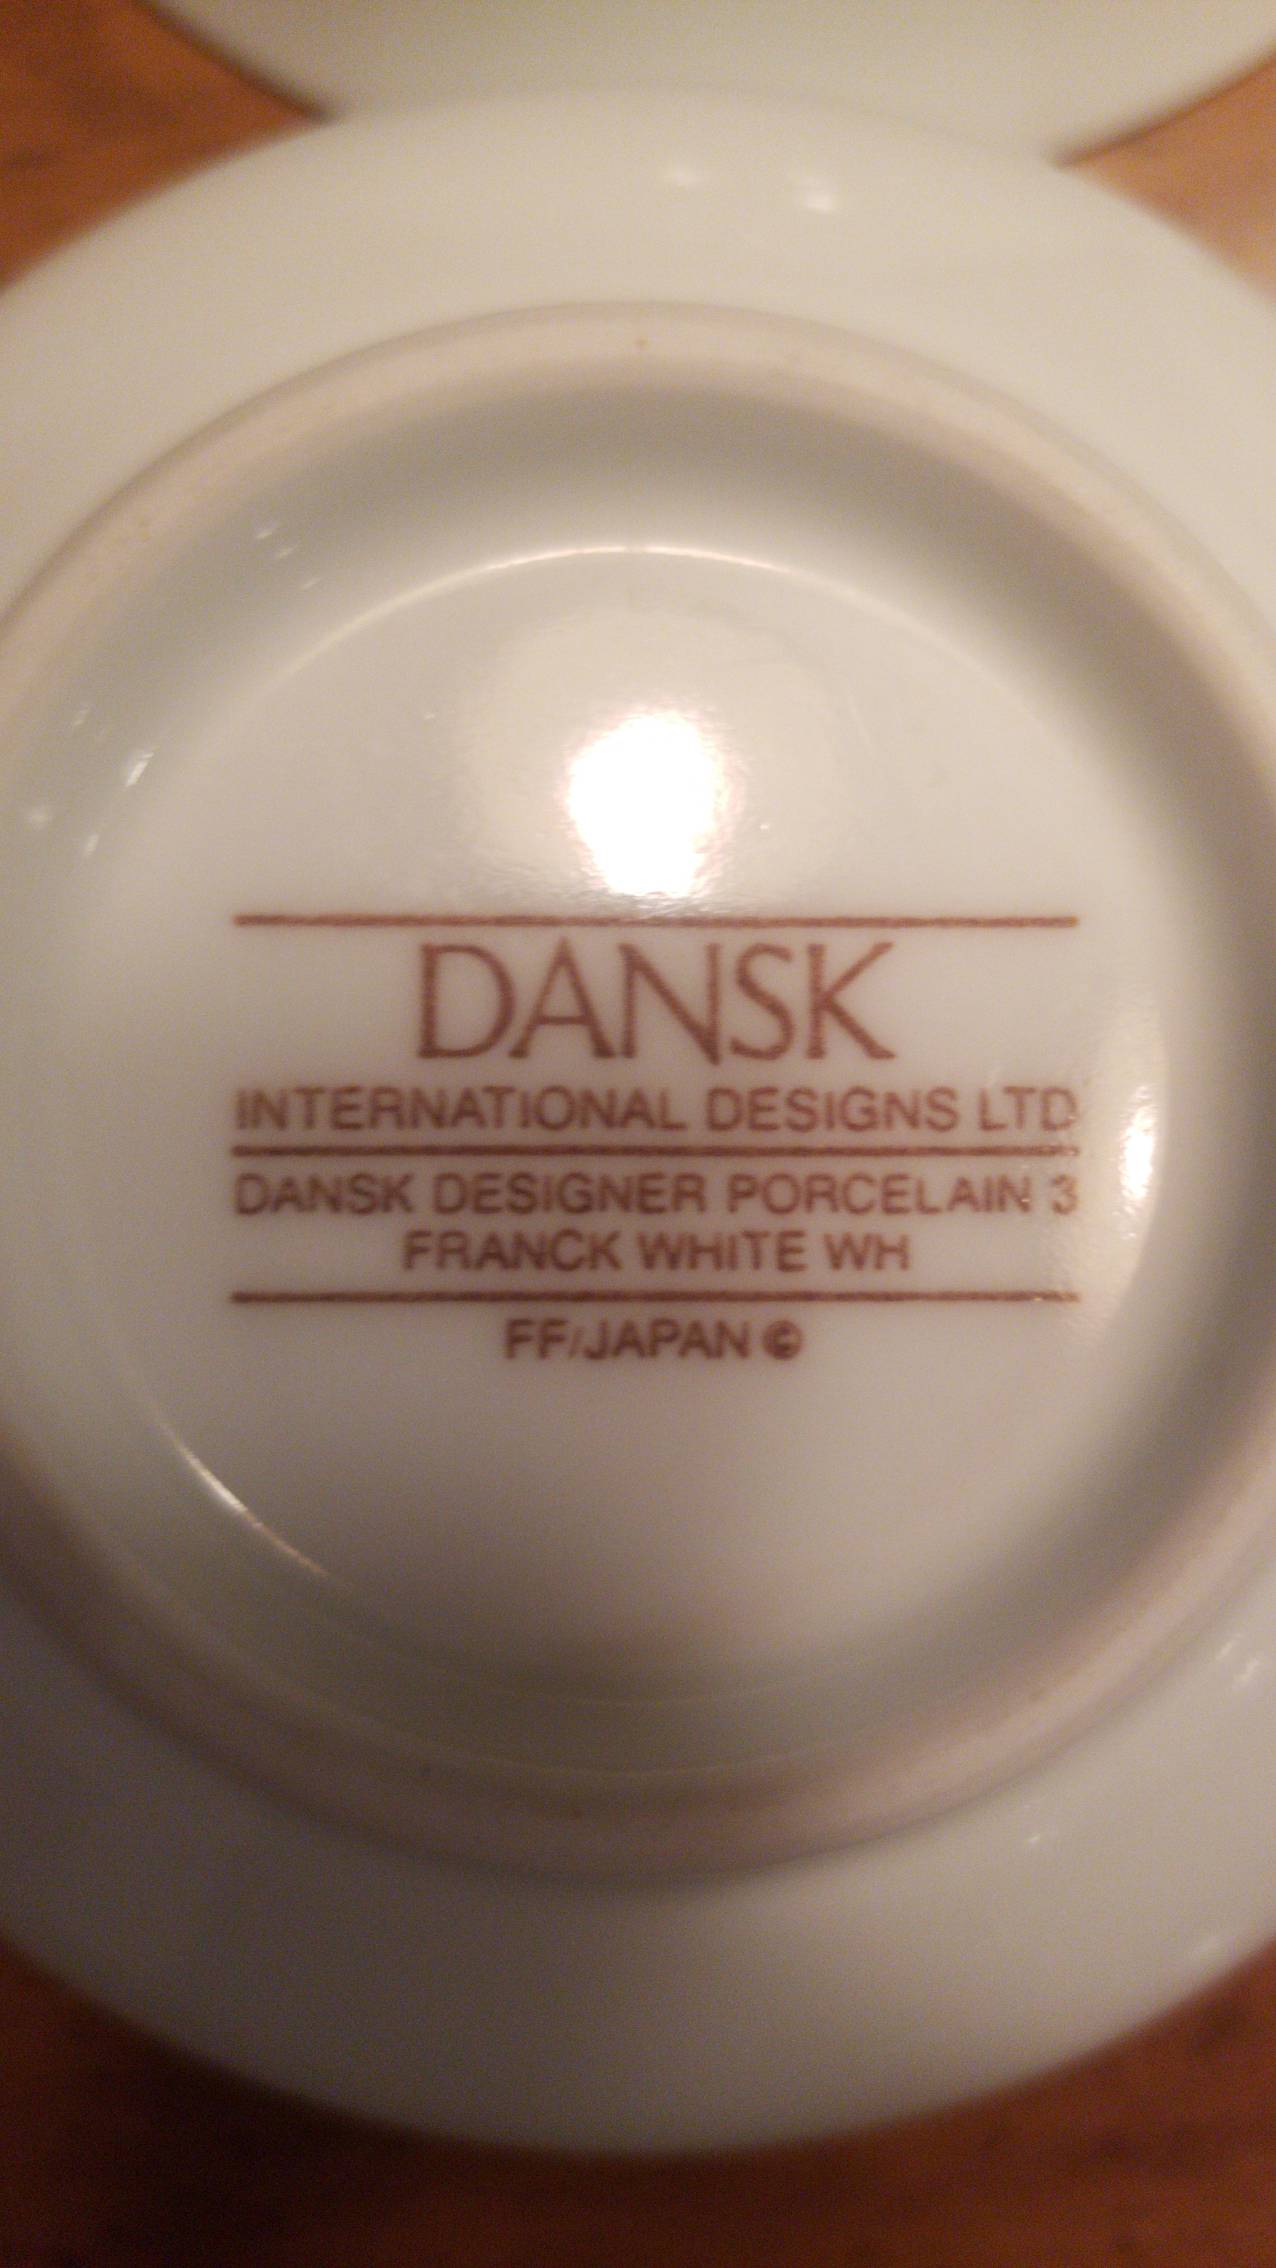 DANSK
INTERNATIONAL DESIGNS LTD
DANSK DESIGNER PORCELAIN 3
FRANCK WHITE WH
FF/JAPAN ©